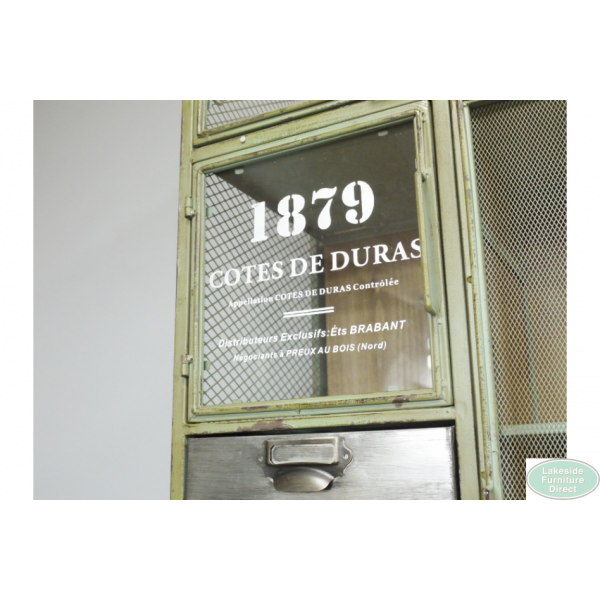 1879
COTES DE DURAS
Appellation COTES DE DURAS Contrôlée
Distributeurs Exclusifs:Éts BRABANT
Négociants à PREUX AU BOIS (Nord)
Lakeside
Furniture
Direct